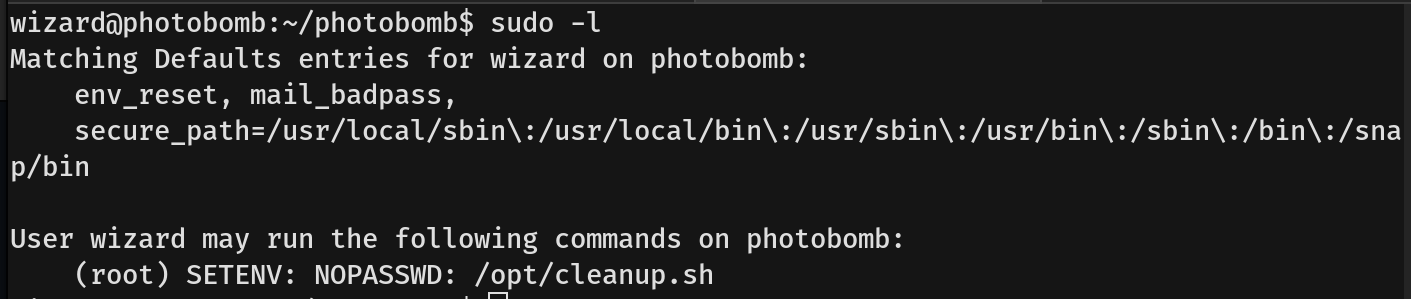 wizard@photobomb:~/photobomb$ sudo -l
Matching Defaults entries for wizard on photobomb:
    env_reset, mail_badpass,
    secure_path=/usr/local/sbin\:/usr/local/bin\:/usr/sbin\:/usr/bin\:/sbin\:/bin\:/sna
p/bin

User wizard may run the following commands on photobomb:
    (root) SETENV: NOPASSWD: /opt/cleanup.sh